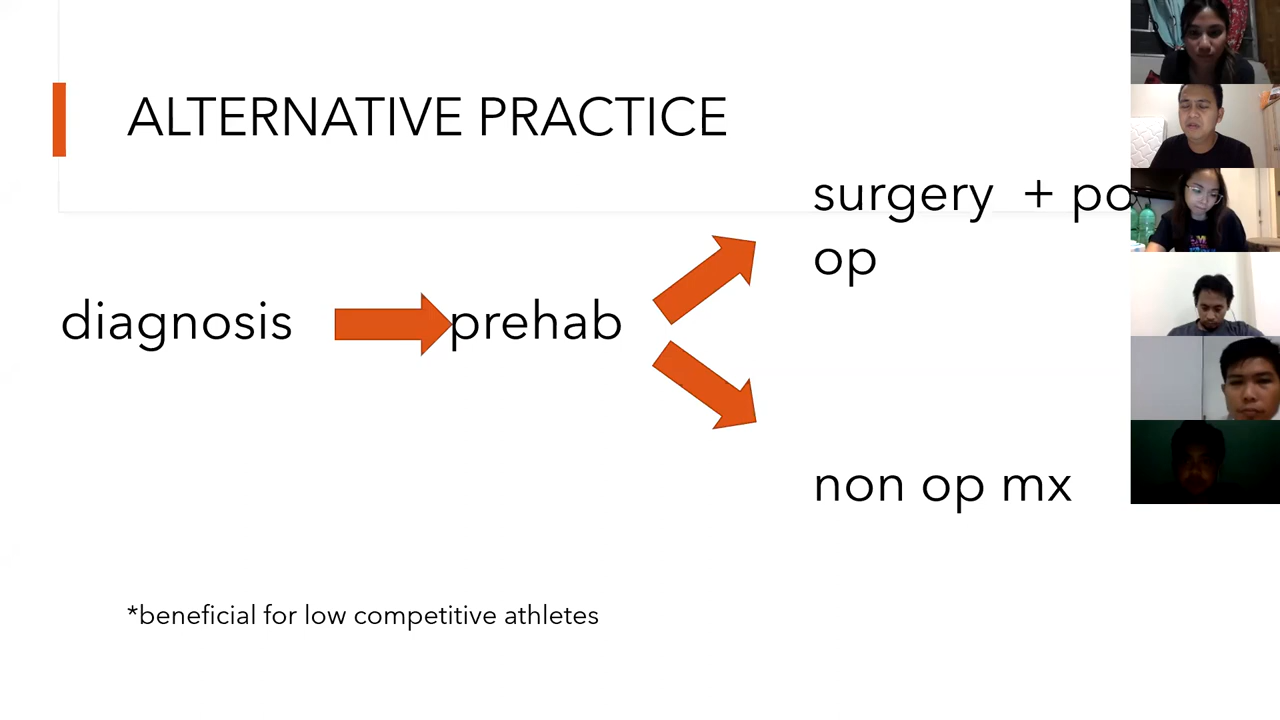 ALTERNATIVE PRACTICE
surgery + po
op
diagnosis
prehab
non op mx
*beneficial for low competitive athletes